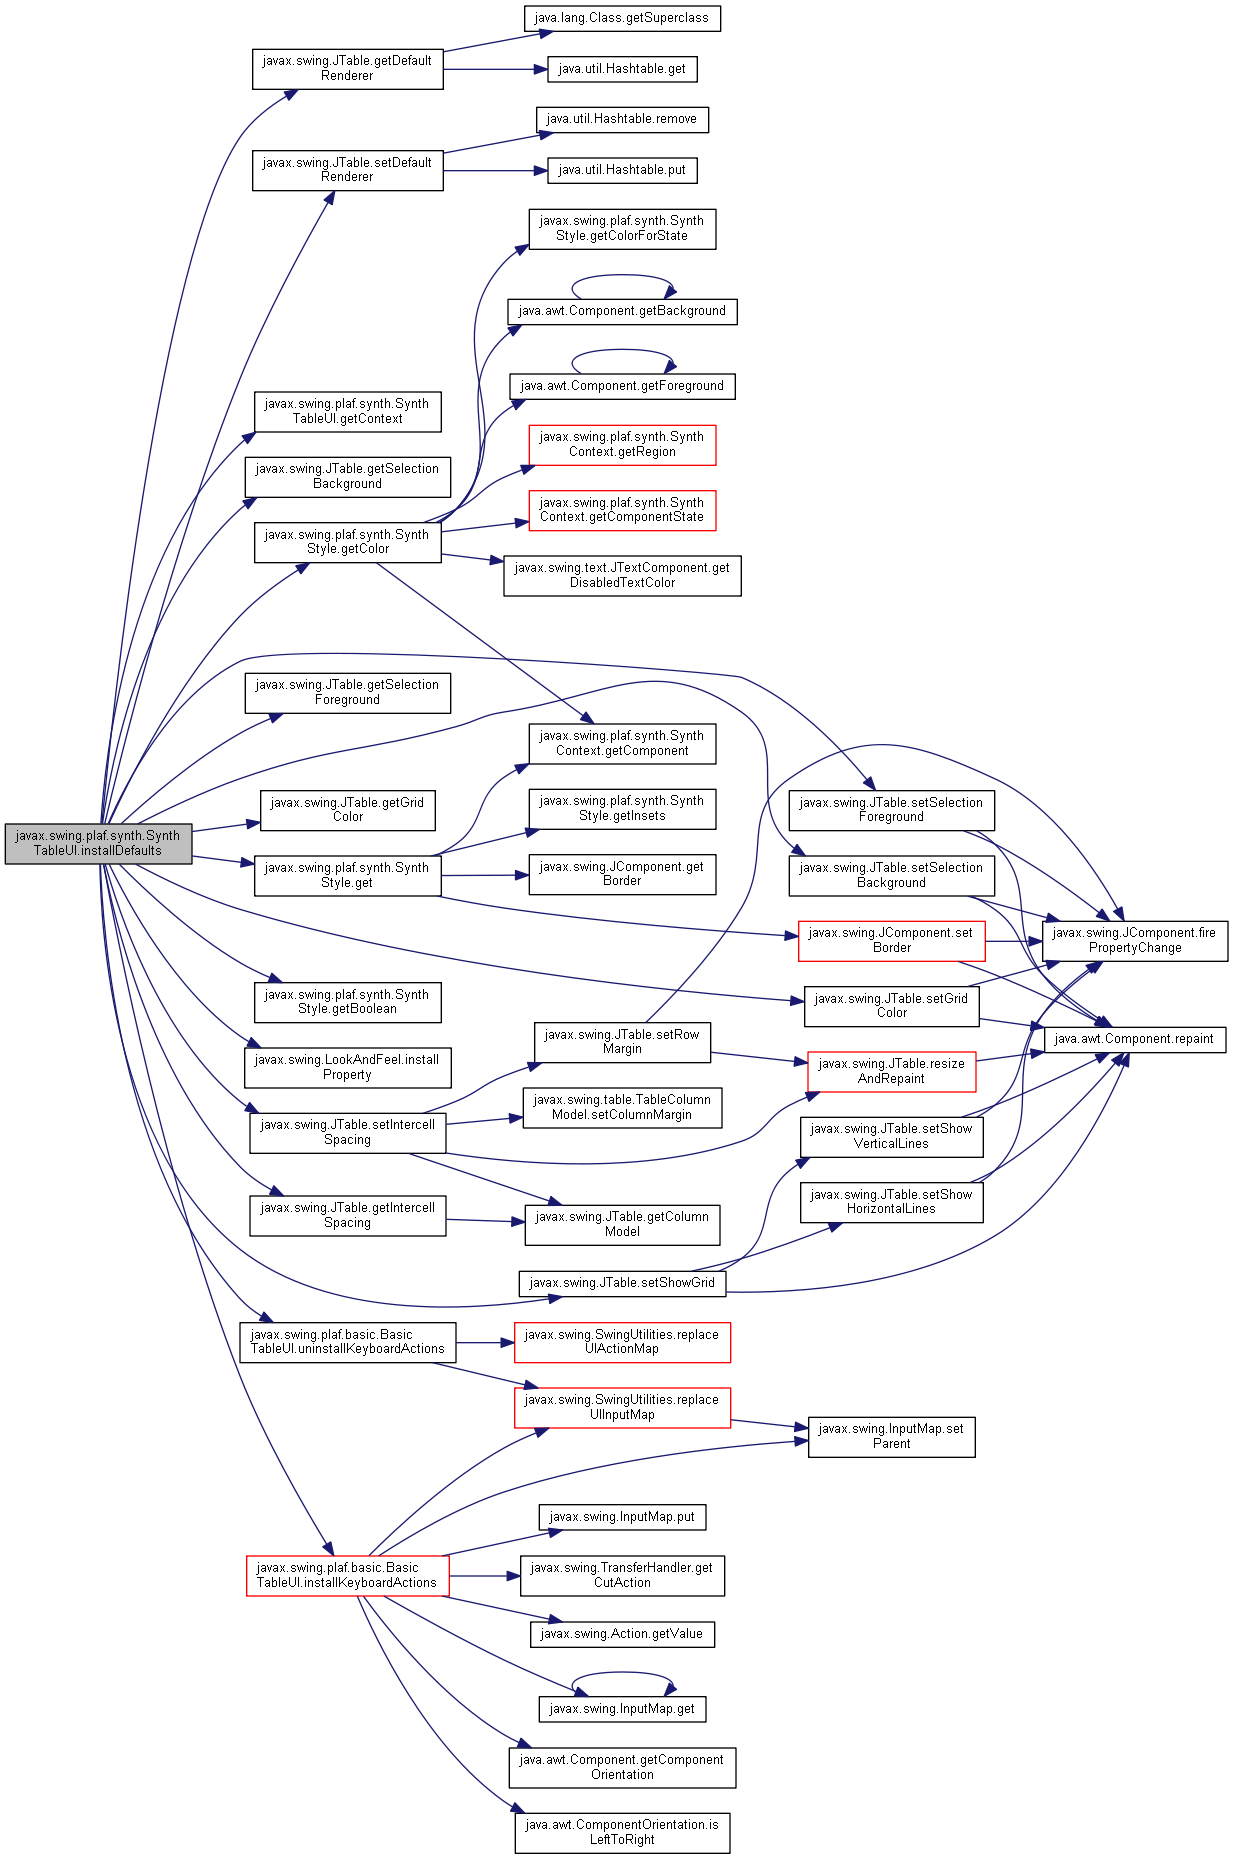 java.lang.Class.getSuperclass
javax.swing.JTable.getDefault
Renderer
java.util.Hashtable.get
java.util.Hashtable.remove
javax.swing.JTable.setDefault
Renderer
java.util.Hashtable.put
javax.swing.plaf.synth.Synth
Style.getColorForState
java.awt.Component.getBackground
java.awt.Component.getForeground
javax.swing.plaf.synth.Synth
TableUI.getContext
javax.swing.plaf.synth.Synth
Context.getRegion
javax.swing.JTable.getSelection
Background
javax.swing.plaf.synth.Synth
Context.getComponentState
javax.swing.plaf.synth.Synth
Style.getColor
javax.swing.text.JTextComponent.get
DisabledTextColor
javax.swing.JTable.getSelection
Foreground
javax.swing.plaf.synth.Synth
Context.getComponent
javax.swing.JTable.getGrid
Color
javax.swing.plaf.synth.Synth
Style.getInsets
javax.swing.JTable.setSelection
Foreground
javax.swing.plaf.synth.Synth
TableUI.installDefaults
javax.swing.plaf.synth.Synth
Style.get
javax.swing.JComponent.get
Border
javax.swing.JTable.setSelection
Background
javax.swing.JComponent.set
Border
javax.swing.JComponent.fire
PropertyChange
javax.swing.plaf.synth.Synth
Style.getBoolean
javax.swing.JTable.setGrid
Color
javax.swing.JTable.setRow
Margin
java.awt.Component.repaint
javax.swing.LookAndFeel.install
Property
javax.swing.JTable.resize
AndRepaint
javax.swing.table.TableColumn
Model.setColumnMargin
javax.swing.JTable.setIntercell
Spacing
javax.swing.JTable.setShow
VerticalLines
javax.swing.JTable.setShow
HorizontalLines
javax.swing.JTable.getIntercell
Spacing
javax.swing.JTable.getColumn
Model
javax.swing.JTable.setShowGrid
javax.swing.plaf.basic.Basic
TableUI.uninstallKeyboardActions
javax.swing.SwingUtilities.replace
UIActionMap
javax.swing.SwingUtilities.replace
UIInputMap
javax.swing.InputMap.set
Parent
javax.swing.InputMap.put
javax.swing.plaf.basic.Basic
TableUI.installKeyboardActions
javax.swing.TransferHandler.get
CutAction
javax.swing.Action.getValue
javax.swing.InputMap.get
java.awt.Component.getComponent
Orientation
java.awt.ComponentOrientation.is
LeftToRight